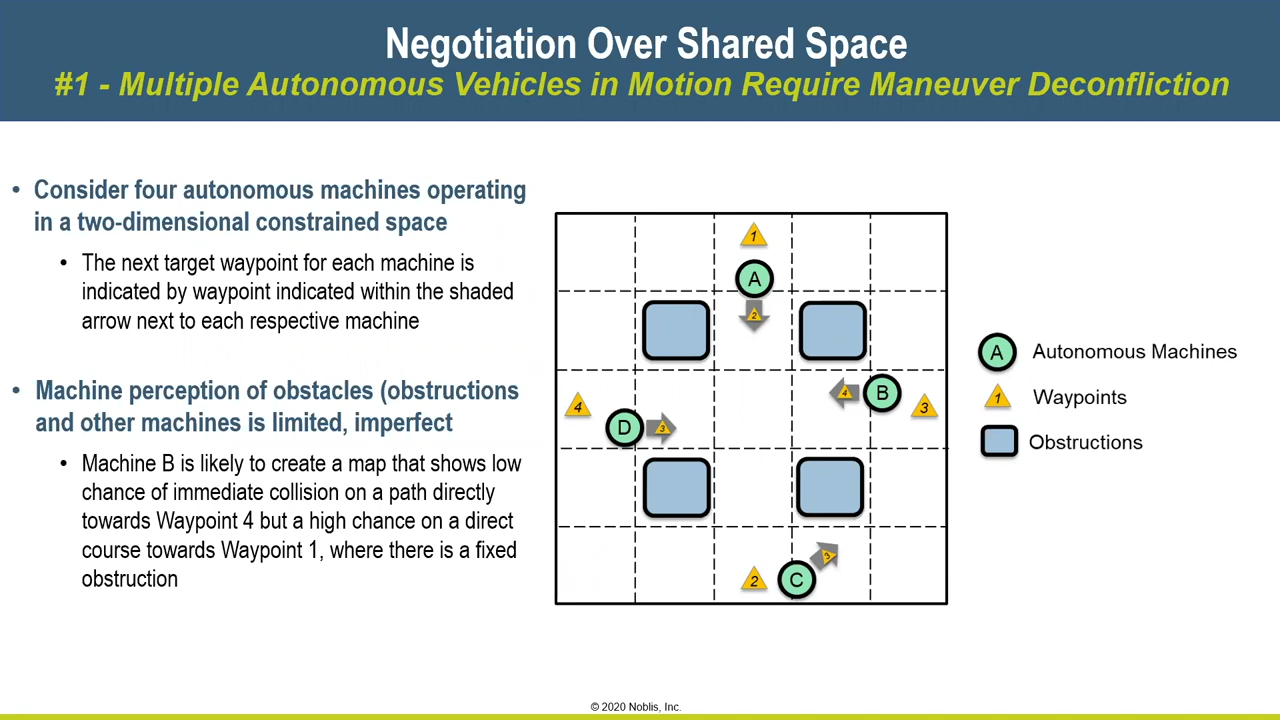 Negotiation Over Shared Space
#1 - Multiple Autonomous Vehicles in Motion Require Maneuver Deconfliction
• Consider four autonomous machines operating
in a two-dimensional constrained space
• The next target waypoint for each machine is
indicated by waypoint indicated within the shaded
arrow next to each respective machine
• Machine perception of obstacles (obstructions
and other machines is limited, imperfect
• Machine B is likely to create a map that shows low
chance of immediate collision on a path directly
towards Waypoint 4 but a high chance on a direct
course towards Waypoint 1, where there is a fixed
obstruction
1
A
2
4 B 3
4
D 3
3
2 C
A Autonomous Machines
1 Waypoints
Obstructions
© 2020 Noblis, Inc.